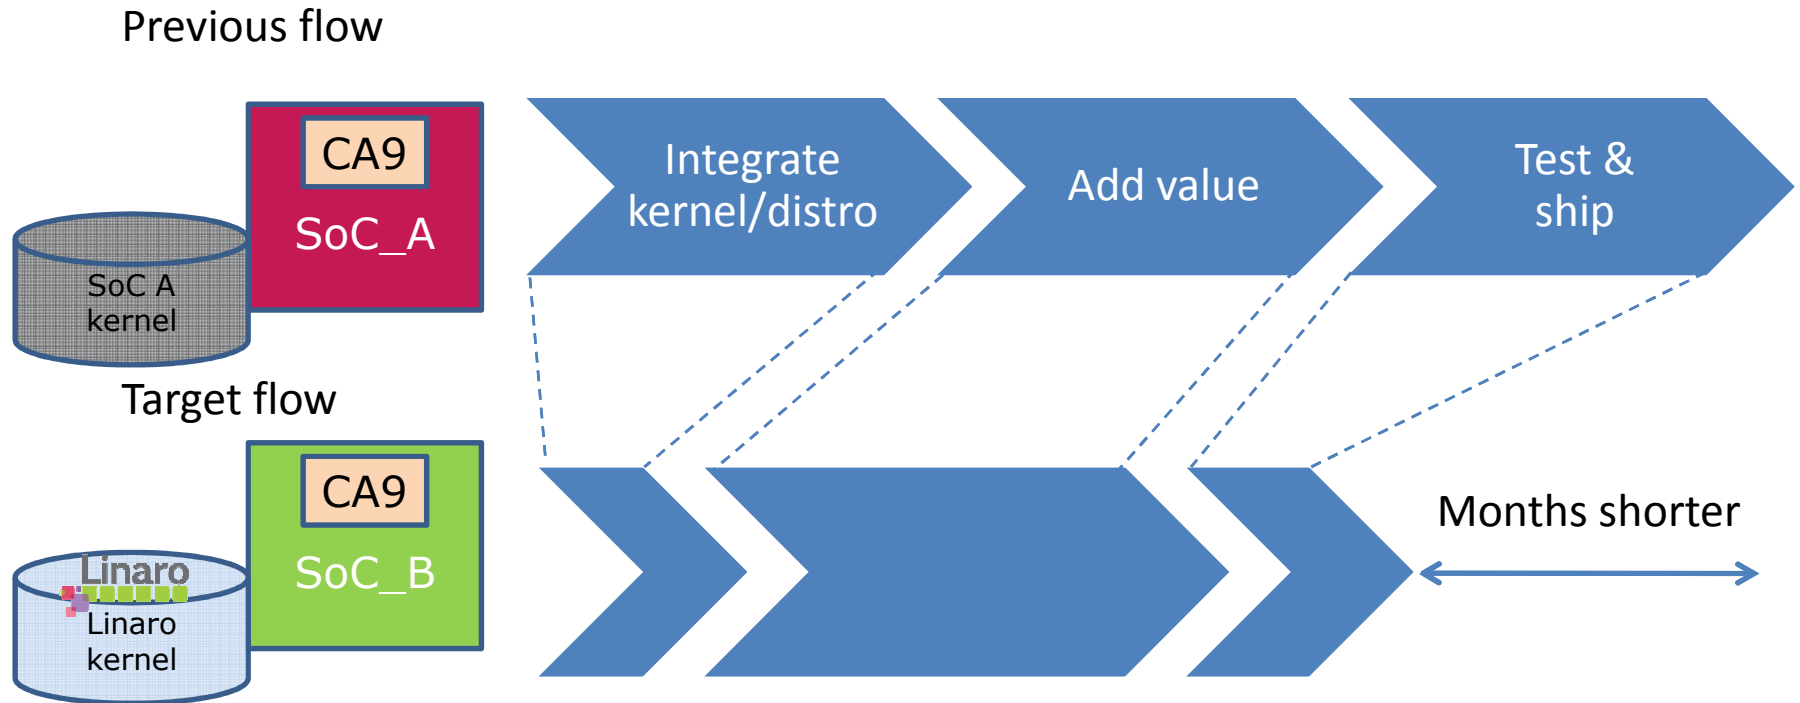 Previous flow
CA9
SoC_A
SoC A
kernel
Integrate
kernel/distro
Add value
Test &
ship
Target flow
CA9
SoC_B
Linaro
Linaro
kernel
Months shorter